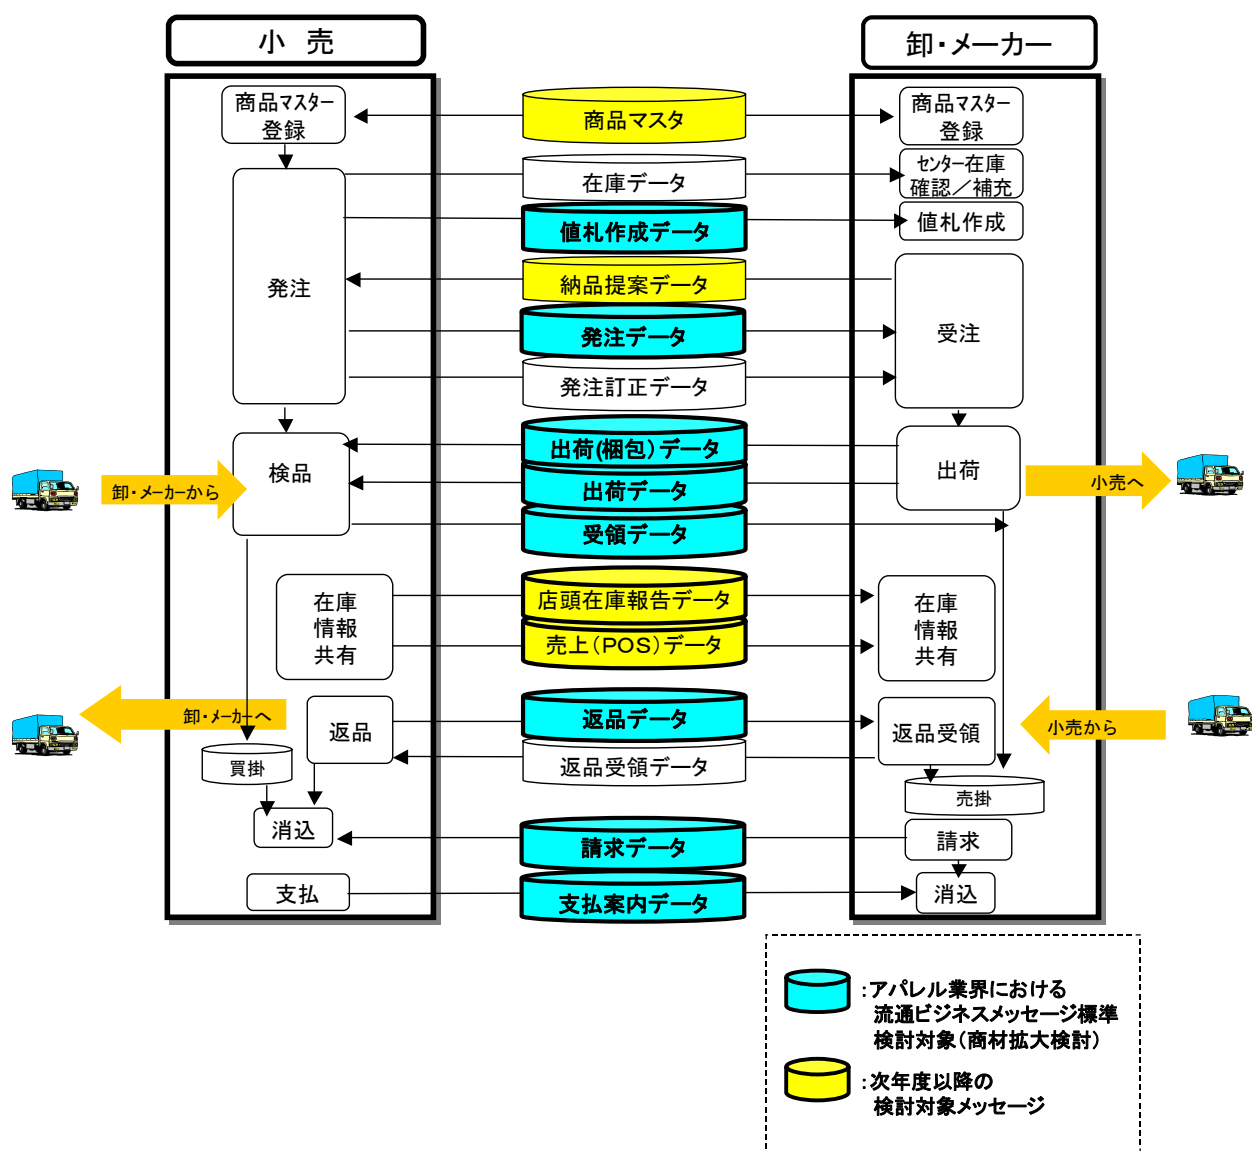 小 売
卸・メーカー
商品マスター
登録
商品マスタ
商品マスター
登録
在庫データ
センター在庫
確認／補充
値札作成データ
値札作成
発注
納品提案データ
発注データ
発注訂正データ
受注
検品
出荷(梱包）データ
出荷データ
受領データ
出荷
卸・メーカーから
小売へ
在庫
情報
共有
店頭在庫報告データ
売上（POS）データ
在庫
情報
共有
卸・メーカーへ
返品
返品データ
返品受領データ
返品受領
小売から
買掛
売掛
消込
請求データ
請求
支払
支払案内データ
消込
：アパレル業界における
流通ビジネスメッセージ標準
検討対象（商材拡大検討）
：次年度以降の
検討対象メッセージ